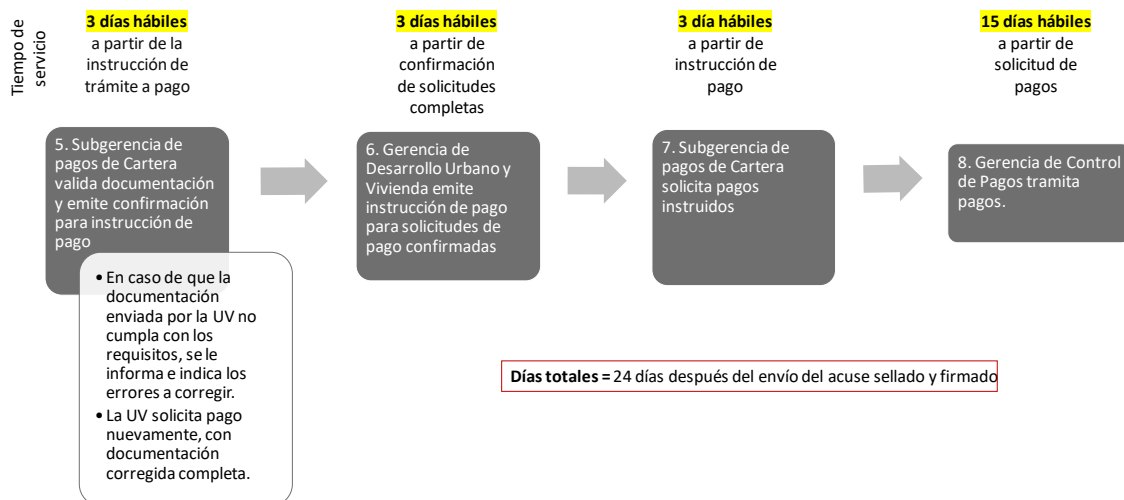 Tiempo de
servicio
3 días hábiles
a partir de la
instrucción de
trámite a pago
3 días hábiles
a partir de
confirmación
de solicitudes
completas
3 días hábiles
a partir de
instrucción de
pago
15 días hábiles
a partir de
solicitud de
pagos
5. Subgerencia de
pagos de Cartera
valida documentación
y emite confirmación
para instrucción de
pago
6. Gerencia de
Desarrollo Urbano y
Vivienda emite
instrucción de pago
para solicitudes de
pago confirmadas
7. Subgerencia de
pagos de Cartera
solicita pagos
instruidos
8. Gerencia de Control
de Pagos tramita
pagos.
• En caso de que la
documentación
enviada por la UV no
cumpla con los
requisitos, se le
informa e indica los
errores a corregir.
• La UV solicita pago
nuevamente, con
documentación
corregida completa.
Días totales = 24 días después del envío del acuse sellado y firmado